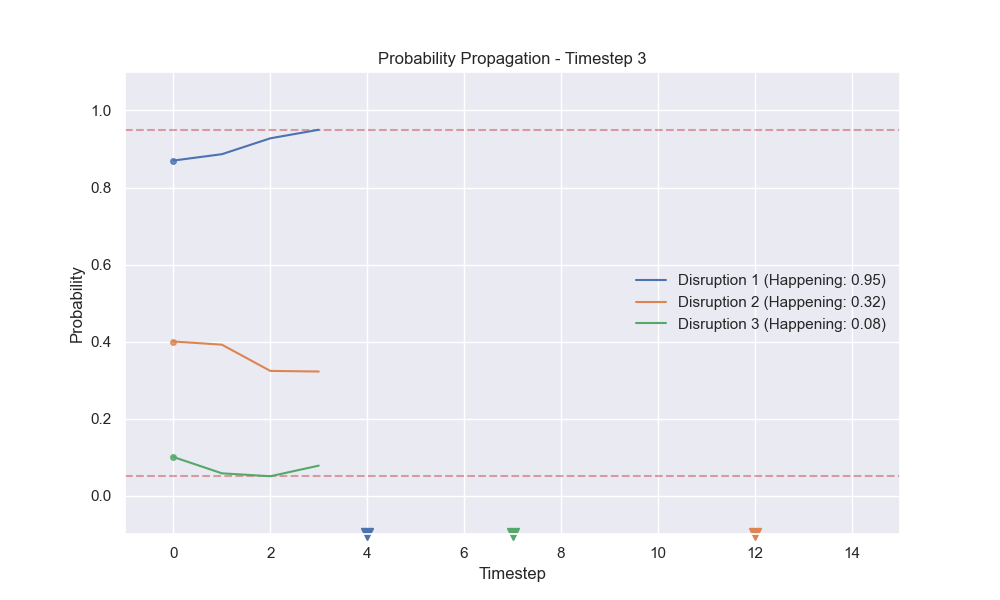 Probability Propagation - Timestep 3
1.0
0.8
0.6
0.4
0.2
0.0
Probability
Disruption 1 (Happening: 0.95)
Disruption 2 (Happening: 0.32)
Disruption 3 (Happening: 0.08)
0 2 4 6 8 10 12 14
Timestep